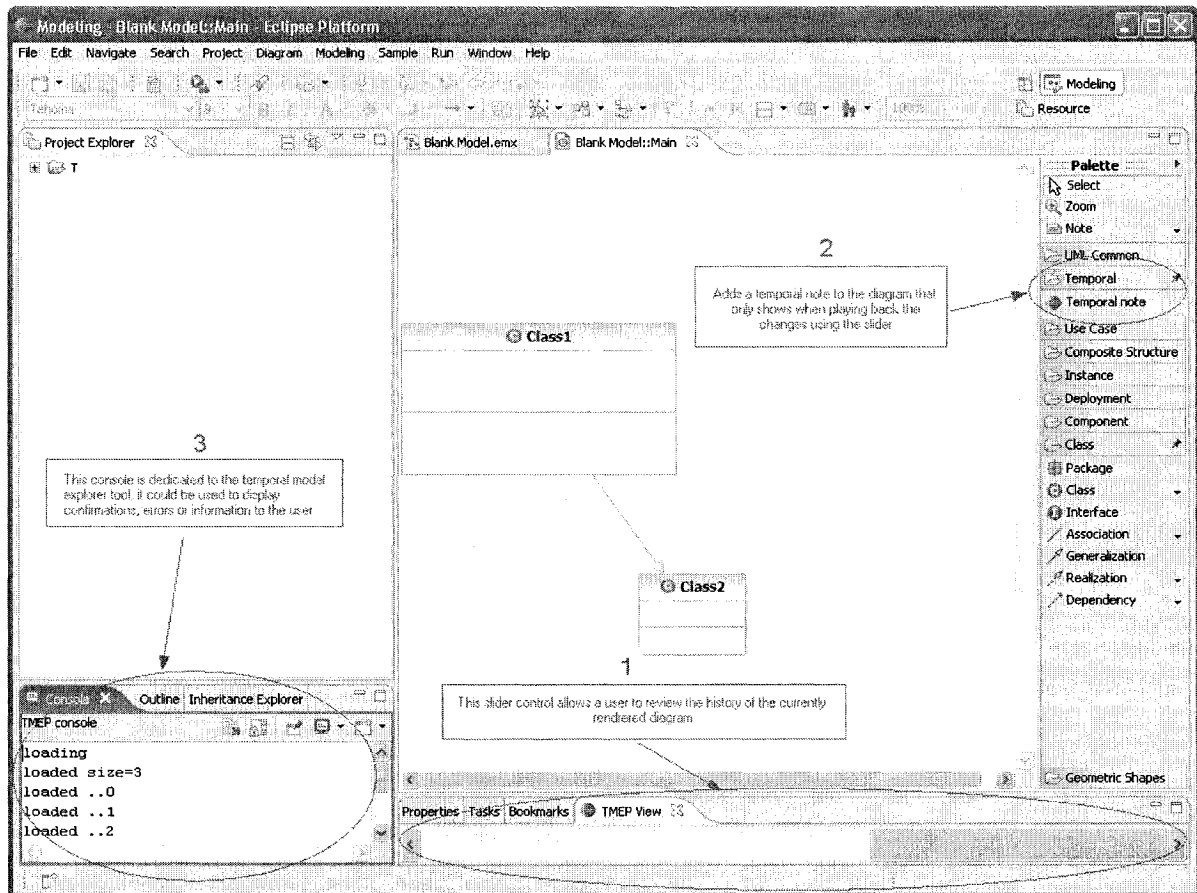 Modeling - Blank Model::Main - Eclipse Platform
File Edit Navigate Search Project Diagram Modeling Sample Run Window Help
Modeling
Tahoma 9 100%
Resource
Project Explorer
T
Blank Model.emx
Blank Model::Main
Palette
Select
Zoom
Note
UML Common
Temporal
Temporal note
Use Case
Composite Structure
Instance
Deployment
Component
Class
Package
Class
Interface
Association
Generalization
Realization
Dependency
Geometric Shapes
2
Adds a temporal note to the diagram that
only shows when playing back the
changes using the slider
Class1
Class2
3
This console is dedicated to the temporal model
explorer tool, it could be used to display
confirmations, errors or information to the user
1
This slider control allows a user to review the history of the currently
rendrered diagram
Console Outline Inheritance Explorer
TMEP console
loading
loaded size=3
loaded ..0
loaded ..1
loaded ..2
Properties Tasks Bookmarks TMEP View